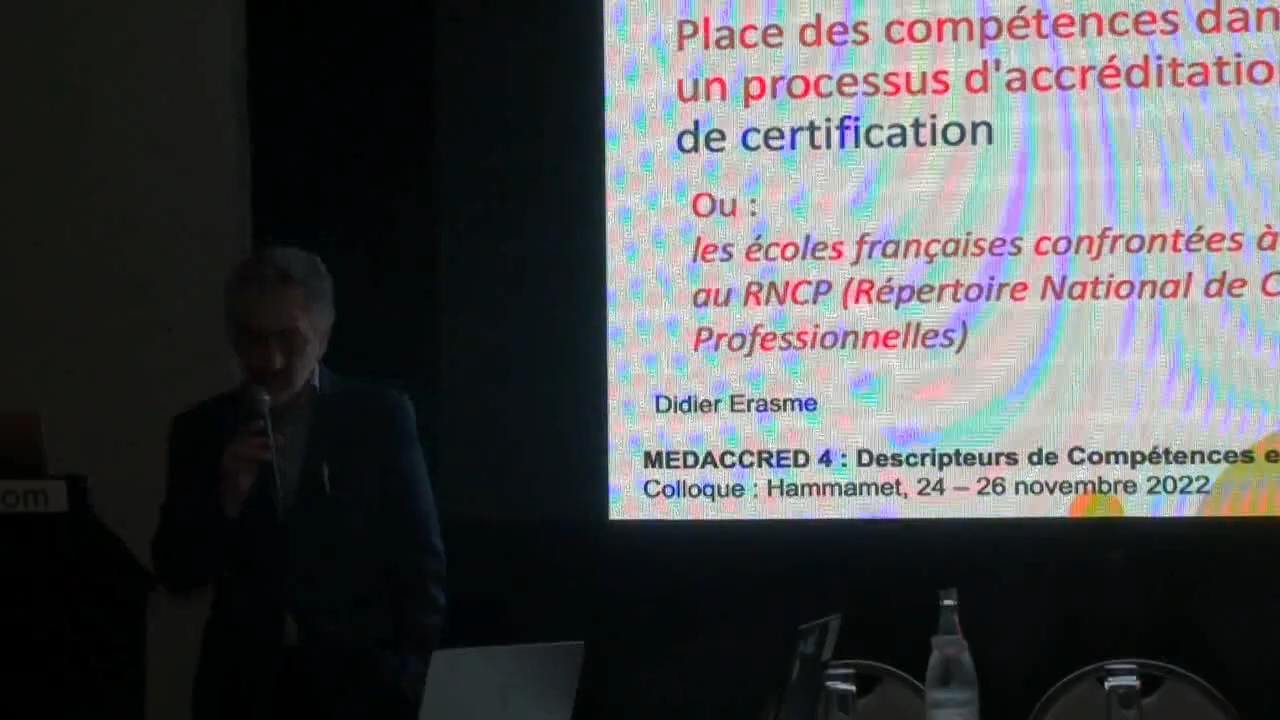 Place des compétences dan
un processus d'accréditatio
de certification
Ou :
les écoles françaises confrontées à
au RNCP (Répertoire National de C
Professionnelles)
Didier Erasme
MEDACCRED 4 : Descripteurs de Compétences e
Colloque : Hammamet, 24 – 26 novembre 2022
om